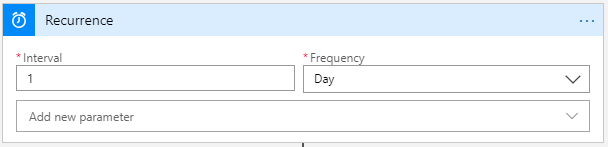 Recurrence
* Interval
* Frequency
1
Day
Add new parameter